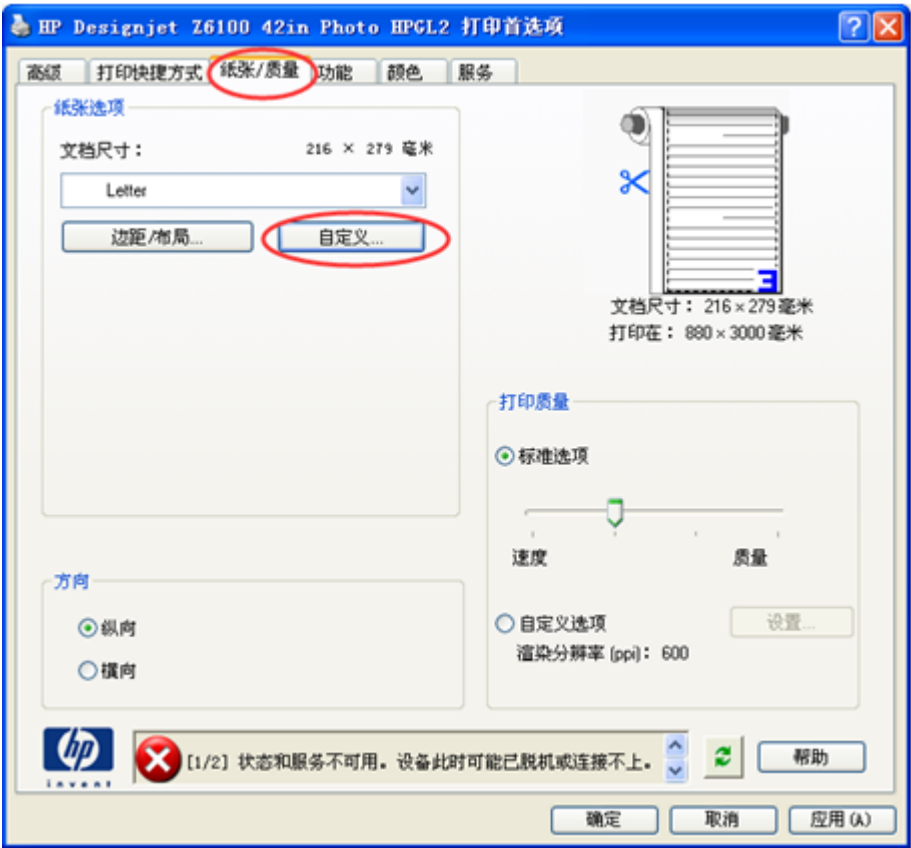 HP Designjet Z6100 42in Photo HPGL2 打印首选项
高级 打印快捷方式 纸张/质量 功能 颜色 服务
纸张选项
文档尺寸： 216 × 279 毫米
Letter
边距/布局... 自定义...
文档尺寸： 216×279毫米
打印在： 880×3000毫米
打印质量
标准选项
速度 质量
方向
纵向
横向
自定义选项 设置...
渲染分辨率 (ppi)： 600
hp
invent
[1/2] 状态和服务不可用。设备此时可能已脱机或连接不上。
帮助
确定 取消 应用(A)